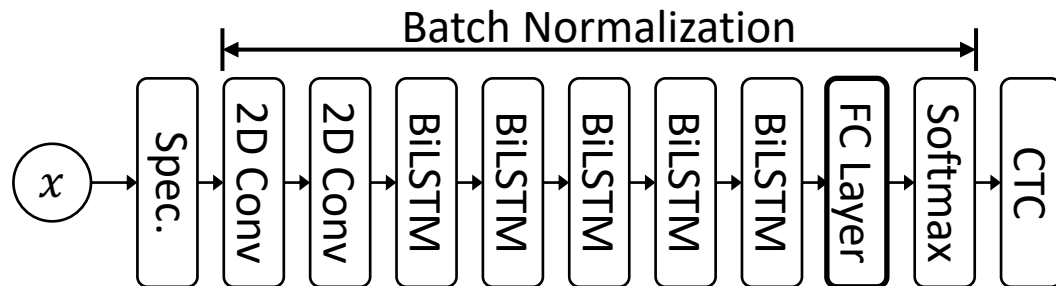 Batch Normalization
x
Spec.
2D Conv
2D Conv
BiLSTM
BiLSTM
BiLSTM
BiLSTM
BiLSTM
FC Layer
Softmax
CTC